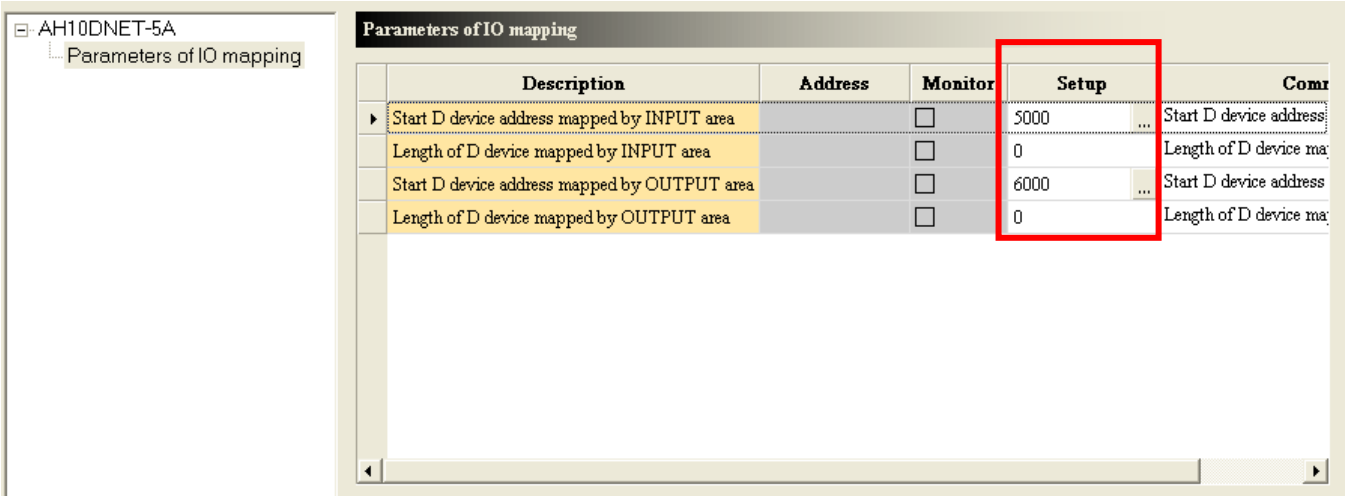 AH10DNET-5A
Parameters of IO mapping
Parameters of IO mapping
Description Address Monitor Setup
Start D device address mapped by INPUT area 5000 ... Start D device address
Length of D device mapped by INPUT area 0 Length of D device
Start D device address mapped by OUTPUT area 6000 ... Start D device address
Length of D device mapped by OUTPUT area 0 Length of D device